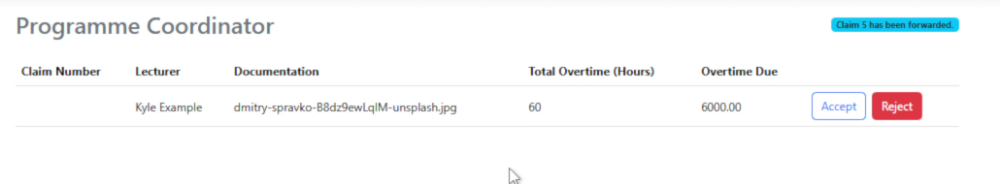 Programme Coordinator
Claim 5 has been forwarded.
Claim Number Lecturer Documentation Total Overtime (Hours) Overtime Due
Kyle Example dmitry-spravko-B8dz9ewLqIM-unsplash.jpg 60 6000.00 Accept Reject